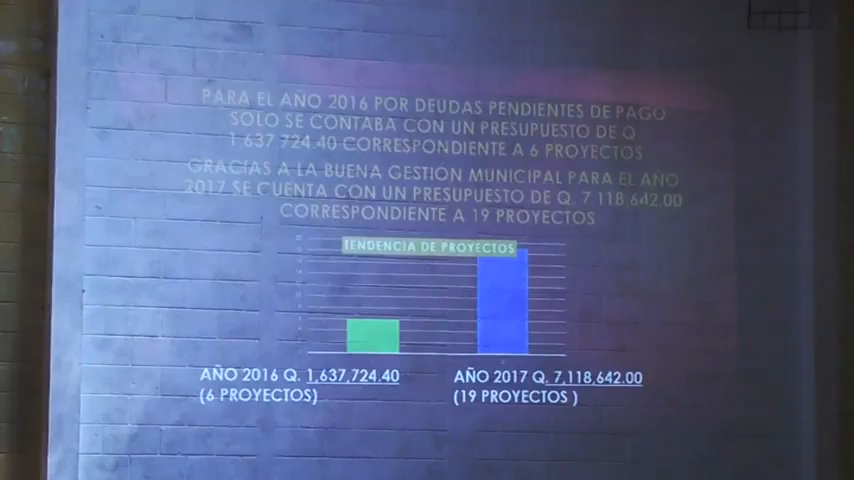 PARA EL AÑO 2016 POR DEUDAS PENDIENTES DE PAGO
SOLO SE CONTABA CON UN PRESUPUESTO DE Q
1 637 724.40 CORRESPONDIENTE A 6 PROYECTOS
GRACIAS A LA BUENA GESTIÓN MUNICIPAL PARA EL AÑO
2017 SE CUENTA CON UN PRESUPUESTO DE Q. 7 118 642.00
CORRESPONDIENTE A 19 PROYECTOS
TENDENCIA DE PROYECTOS
AÑO 2016 Q. 1,637,724.40
(6 PROYECTOS)
AÑO 2017 Q. 7,118,642.00
(19 PROYECTOS )